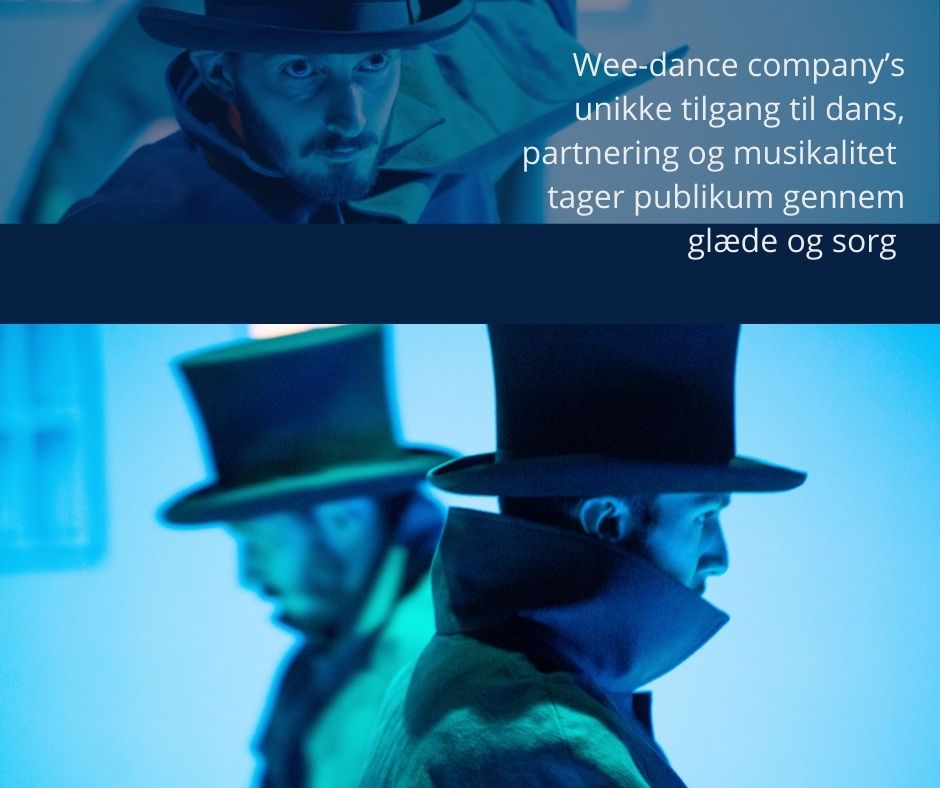 Wee-dance company’s
unikke tilgang til dans,
partnering og musikalitet
tager publikum gennem
glæde og sorg